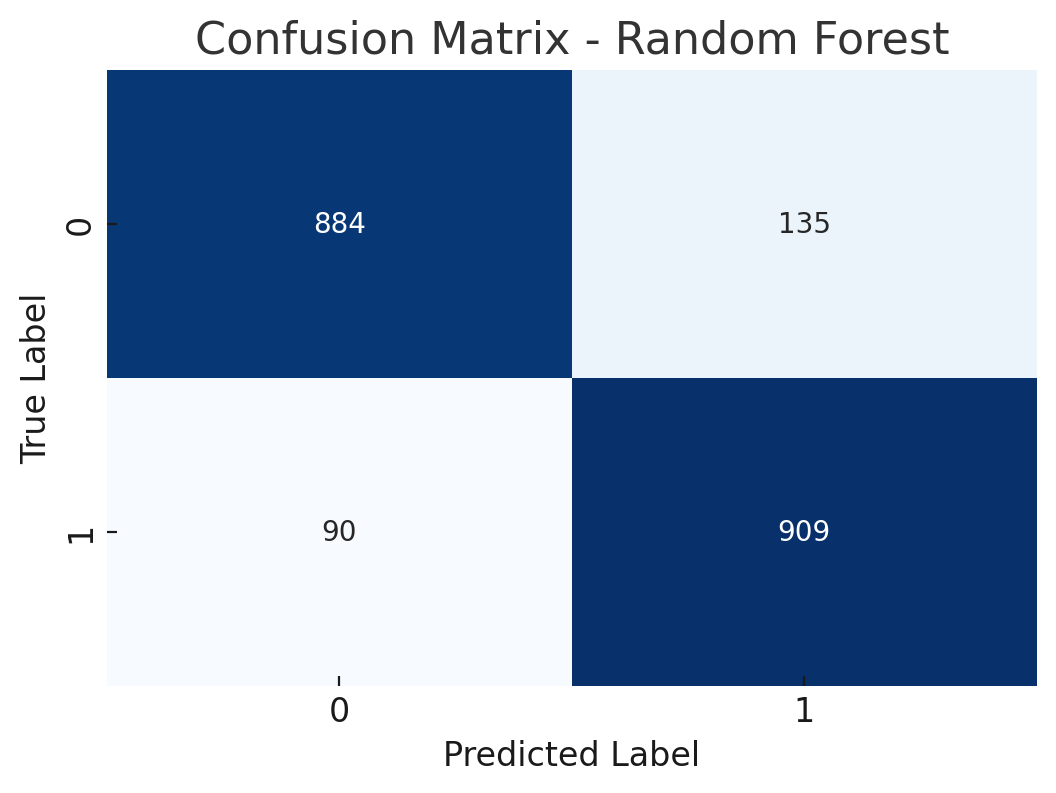 Confusion Matrix - Random Forest
884
135
0
True Label
90
909
1
0
1
Predicted Label